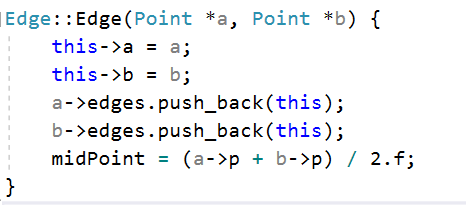 Edge::Edge(Point *a, Point *b) {
    this->a = a;
    this->b = b;
    a->edges.push_back(this);
    b->edges.push_back(this);
    midPoint = (a->p + b->p) / 2.f;
}